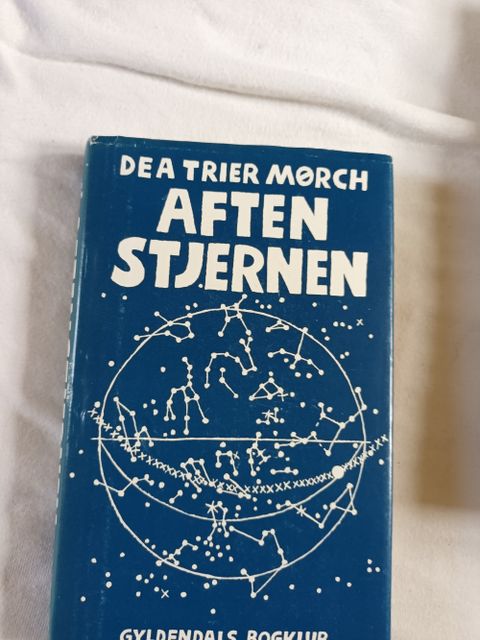 DEA TRIER MØRCH
AFTEN
STJERNEN
GYLDENDALS BOGKLUB